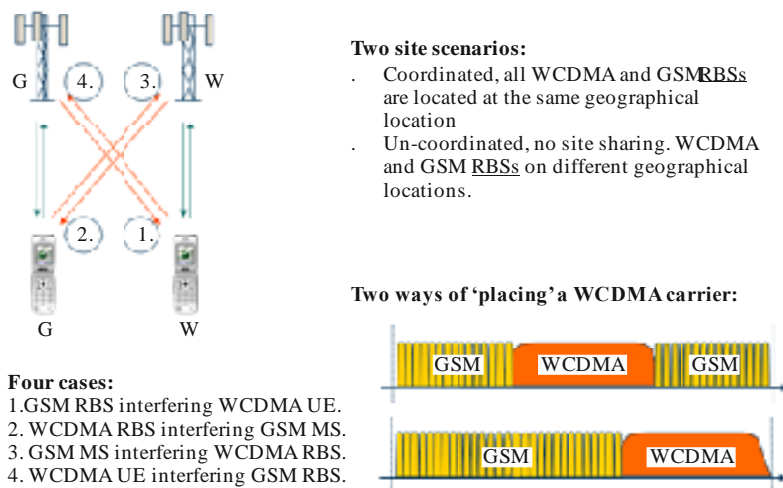 G
4.
3.
W
2.
1.
G
W
Four cases:
1.GSM RBS interfering WCDMA UE.
2. WCDMA RBS interfering GSM MS.
3. GSM MS interfering WCDMA RBS.
4. WCDMA UE interfering GSM RBS.
Two site scenarios:
. Coordinated, all WCDMA and GSMRBSs
are located at the same geographical
location
. Un-coordinated, no site sharing. WCDMA
and GSM RBSs on different geographical
locations.
Two ways of ‘placing’ a WCDMA carrier:
GSM WCDMA GSM
GSM WCDMA